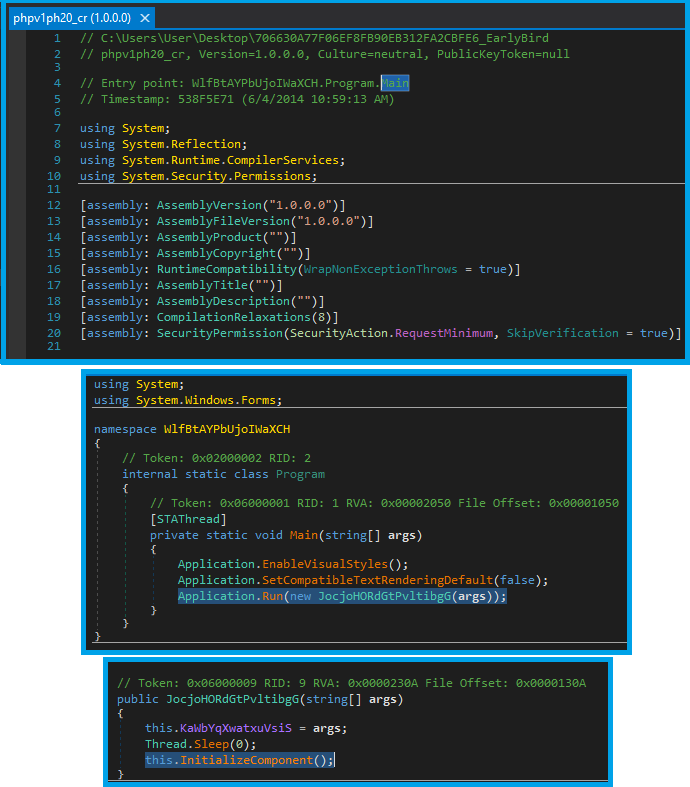 phpv1ph20_cr (1.0.0.0) ×
1 // C:\Users\User\Desktop\706630A77F06EF8FB90EB312FA2CBFE6_EarlyBird
2 // phpv1ph20_cr, Version=1.0.0.0, Culture=neutral, PublicKeyToken=null
3
4 // Entry point: WlfBtAYPbUjoIWaXCH.Program.Main
5 // Timestamp: 538F5E71 (6/4/2014 10:59:13 AM)
6
7 using System;
8 using System.Reflection;
9 using System.Runtime.CompilerServices;
10 using System.Security.Permissions;
11
12 [assembly: AssemblyVersion("1.0.0.0")]
13 [assembly: AssemblyFileVersion("1.0.0.0")]
14 [assembly: AssemblyProduct("")]
15 [assembly: AssemblyCopyright("")]
16 [assembly: RuntimeCompatibility(WrapNonExceptionThrows = true)]
17 [assembly: AssemblyTitle("")]
18 [assembly: AssemblyDescription("")]
19 [assembly: CompilationRelaxations(8)]
20 [assembly: SecurityPermission(SecurityAction.RequestMinimum, SkipVerification = true)]
21
using System;
using System.Windows.Forms;
namespace WlfBtAYPbUjoIWaXCH
{
// Token: 0x02000002 RID: 2
internal static class Program
{
// Token: 0x06000001 RID: 1 RVA: 0x00002050 File Offset: 0x00001050
[STAThread]
private static void Main(string[] args)
{
Application.EnableVisualStyles();
Application.SetCompatibleTextRenderingDefault(false);
Application.Run(new JocjoHORdGtPvltibgG(args));
}
}
}
// Token: 0x06000009 RID: 9 RVA: 0x0000230A File Offset: 0x0000130A
public JocjoHORdGtPvltibgG(string[] args)
{
this.KaWbYqXwatxuVsiS = args;
Thread.Sleep(0);
this.InitializeComponent();
}